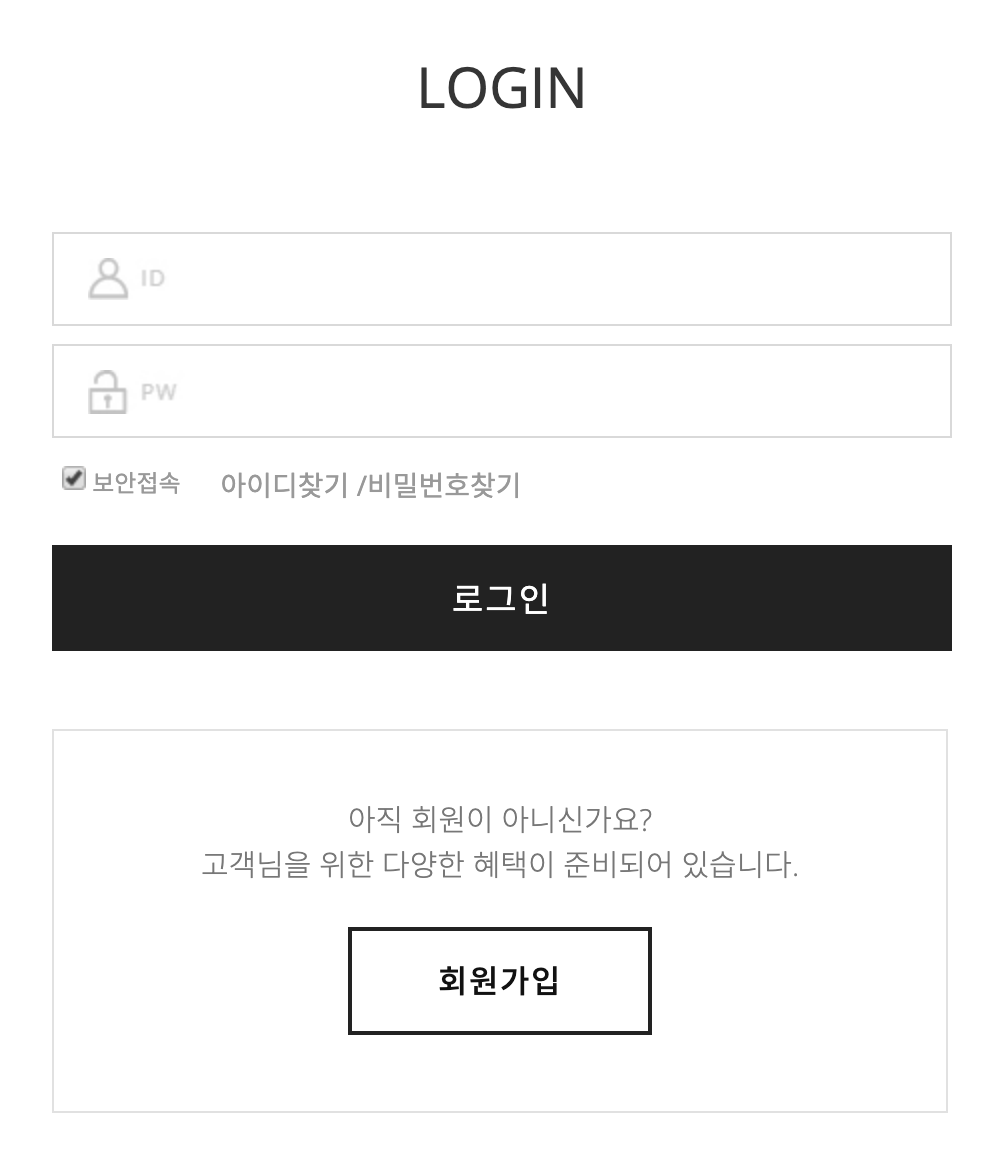 LOGIN
ID
PW
보안접속 아이디찾기 /비밀번호찾기
로그인
아직 회원이 아니신가요?
고객님을 위한 다양한 혜택이 준비되어 있습니다.
회원가입